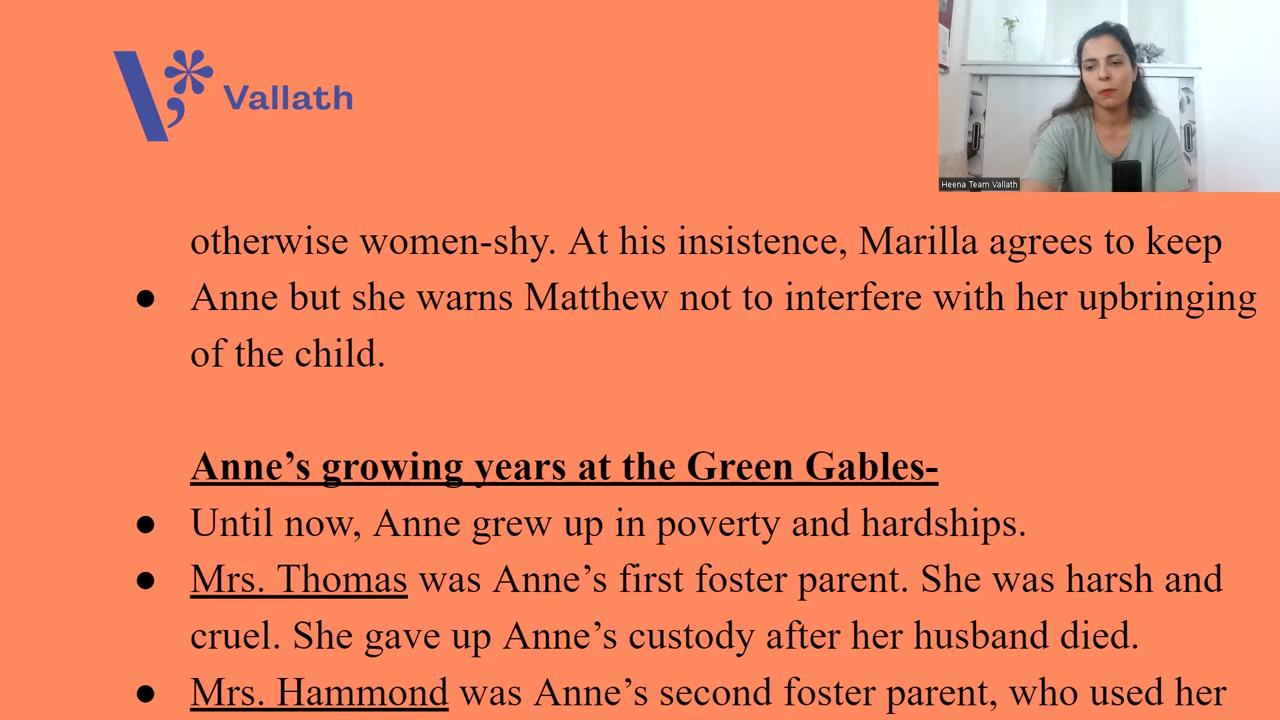 Vallath
Heena Team Vallath
otherwise women-shy. At his insistence, Marilla agrees to keep
● Anne but she warns Matthew not to interfere with her upbringing
of the child.
Anne’s growing years at the Green Gables-
● Until now, Anne grew up in poverty and hardships.
● Mrs. Thomas was Anne’s first foster parent. She was harsh and
cruel. She gave up Anne’s custody after her husband died.
● Mrs. Hammond was Anne’s second foster parent, who used her